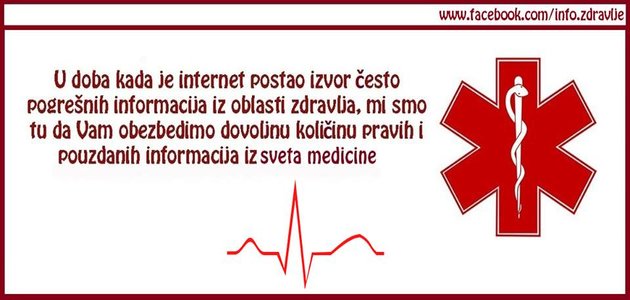 www.facebook.com/info.zdravlje
U doba kada je internet postao izvor često
pogrešnih informacija iz oblasti zdravlja, mi smo
tu da Vam obezbedimo dovoljnu količinu pravih i
pouzdanih informacija iz sveta medicine